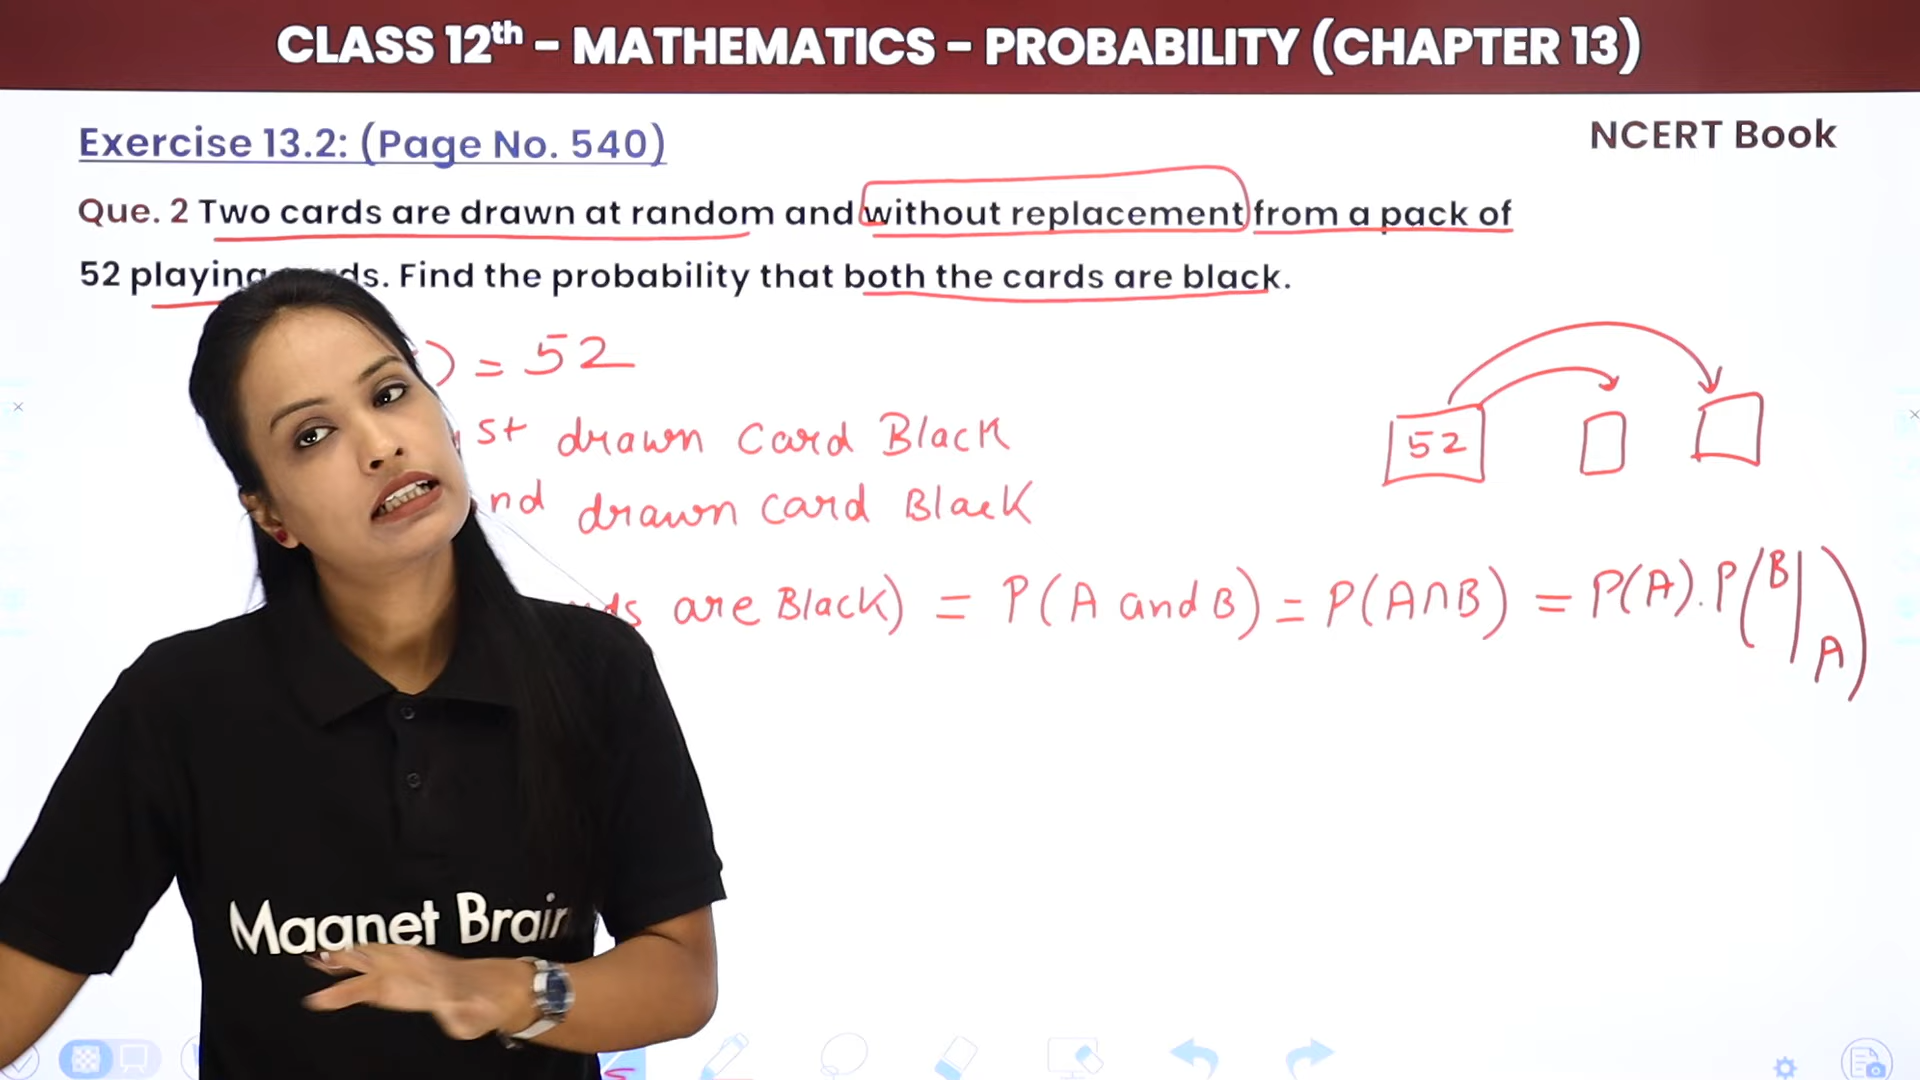 CLASS 12th – MATHEMATICS – PROBABILITY (CHAPTER 13)
Exercise 13.2: (Page No. 540)
NCERT Book
Que. 2 Two cards are drawn at random and without replacement from a pack of
52 playing ds. Find the probability that both the cards are black.
) = 52
st drawn Card Black
52
nd drawn Card Black
ds are Black) = P(A and B) = P(A∩B) = P(A).P(B|A)
Magnet Brain